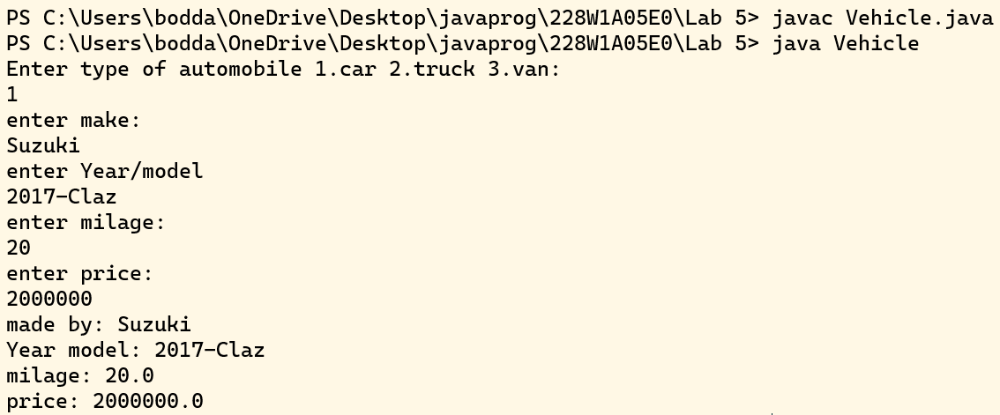 PS C:\Users\bodda\OneDrive\Desktop\javaprog\228W1A05E0\Lab 5> javac Vehicle.java
PS C:\Users\bodda\OneDrive\Desktop\javaprog\228W1A05E0\Lab 5> java Vehicle
Enter type of automobile 1.car 2.truck 3.van:
1
enter make:
Suzuki
enter Year/model
2017-Claz
enter milage:
20
enter price:
2000000
made by: Suzuki
Year model: 2017-Claz
milage: 20.0
price: 2000000.0